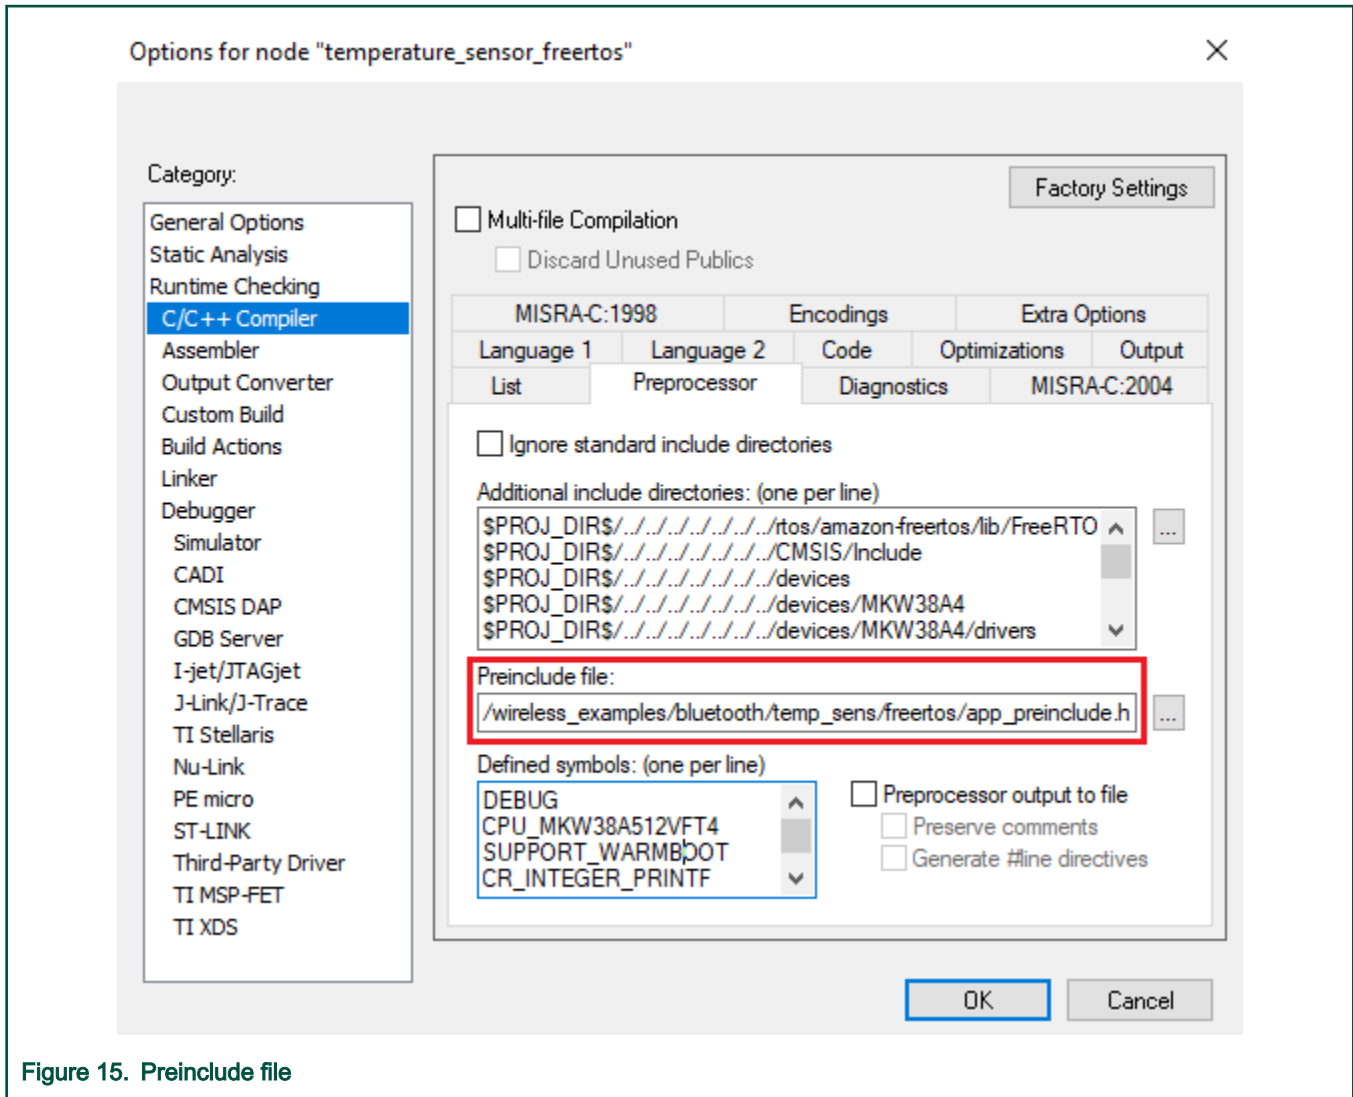 Options for node "temperature_sensor_freertos"
Category:
General Options
Static Analysis
Runtime Checking
C/C++ Compiler
Assembler
Output Converter
Custom Build
Build Actions
Linker
Debugger
Simulator
CADI
CMSIS DAP
GDB Server
I-jet/JTAGjet
J-Link/J-Trace
TI Stellaris
Nu-Link
PE micro
ST-LINK
Third-Party Driver
TI MSP-FET
TI XDS
Factory Settings
Multi-file Compilation
Discard Unused Publics
MISRA-C:1998 Encodings Extra Options
Language 1 Language 2 Code Optimizations Output
List Preprocessor Diagnostics MISRA-C:2004
Ignore standard include directories
Additional include directories: (one per line)
$PROJ_DIR$/../../../../../../../rtos/amazon-freertos/lib/FreeRTO
$PROJ_DIR$/../../../../../../../CMSIS/Include
$PROJ_DIR$/../../../../../../../devices
$PROJ_DIR$/../../../../../../../devices/MKW38A4
$PROJ_DIR$/../../../../../../../devices/MKW38A4/drivers
...
Preinclude file:
/wireless_examples/bluetooth/temp_sens/freertos/app_preinclude.h
...
Defined symbols: (one per line)
DEBUG
CPU_MKW38A512VFT4
SUPPORT_WARMBOOT
CR_INTEGER_PRINTF
Preprocessor output to file
Preserve comments
Generate #line directives
OK Cancel
Figure 15. Preinclude file